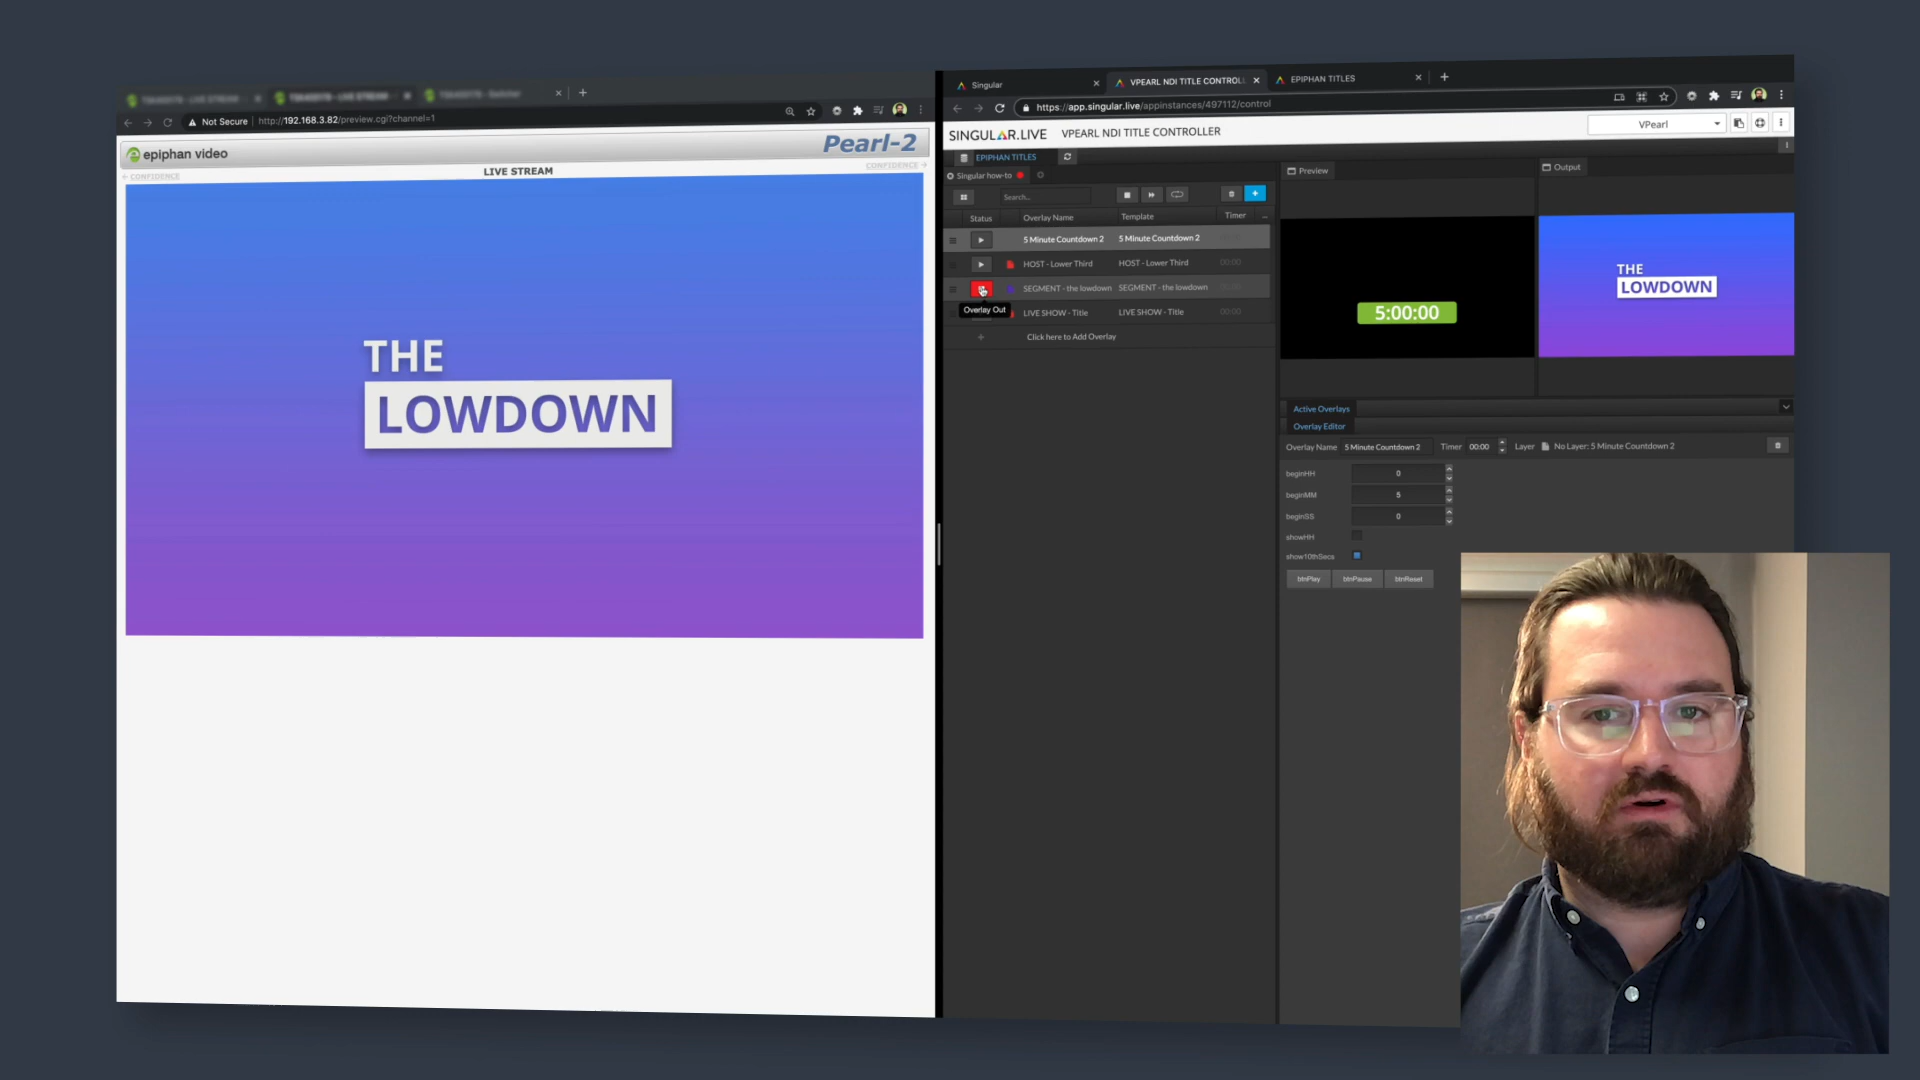 Not Secure | http://192.168.3.82/preview.cgi?channel=1
epiphan video
Pearl-2
CONFIDENCE
LIVE STREAM
CONFIDENCE
THE
LOWDOWN
Singular
VPEARL NDI TITLE CONTROL
EPIPHAN TITLES
https://app.singular.live/appinstances/497112/control
SINGULAR.LIVE VPEARL NDI TITLE CONTROLLER
VPearl
EPIPHAN TITLES
Singular how-to
Search...
Status Overlay Name Template Timer ...
5 Minute Countdown 2 5 Minute Countdown 2
HOST - Lower Third HOST - Lower Third 00:00
SEGMENT - the lowdown SEGMENT - the lowdown
Overlay Out
LIVE SHOW - Title LIVE SHOW - Title 00:00
Click here to Add Overlay
Preview
5:00:00
Output
THE
LOWDOWN
Active Overlays
Overlay Editor
Overlay Name 5 Minute Countdown 2 Timer 00:00 Layer No Layer: 5 Minute Countdown 2
beginHH 0
beginMM 5
beginSS 0
showHH
show10thSecs
btnPlay btnPause btnReset